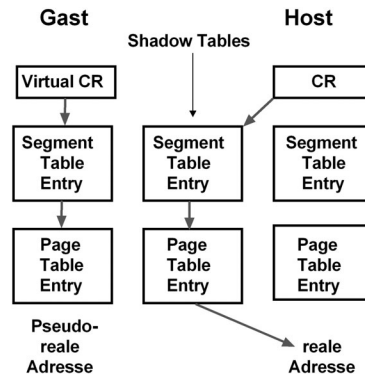 Gast
Host
Shadow Tables
Virtual CR
CR
Segment
Table
Entry
Segment
Table
Entry
Segment
Table
Entry
Page
Table
Entry
Page
Table
Entry
Page
Table
Entry
Pseudo-
reale
Adresse
reale
Adresse